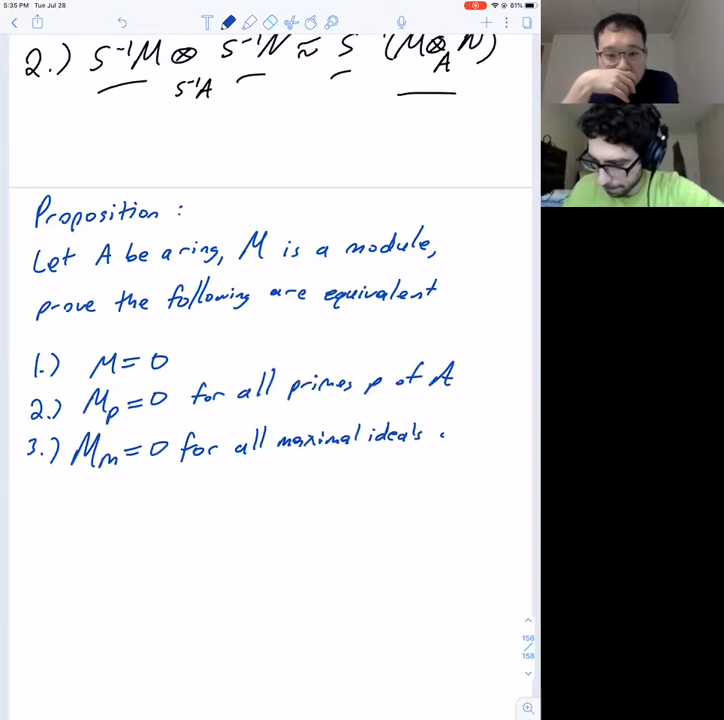 5:35 PM Tue Jul 28
81%
2.) S⁻¹M ⊗ S⁻¹N ≈ S (M⊗N)
S⁻¹A
A
Proposition :
Let A be a ring, M is a module,
prove the following are equivalent
1.) M = 0
2.) Mp = 0 for all primes p of A
3.) Mm = 0 for all maximal ideals
156
/
158